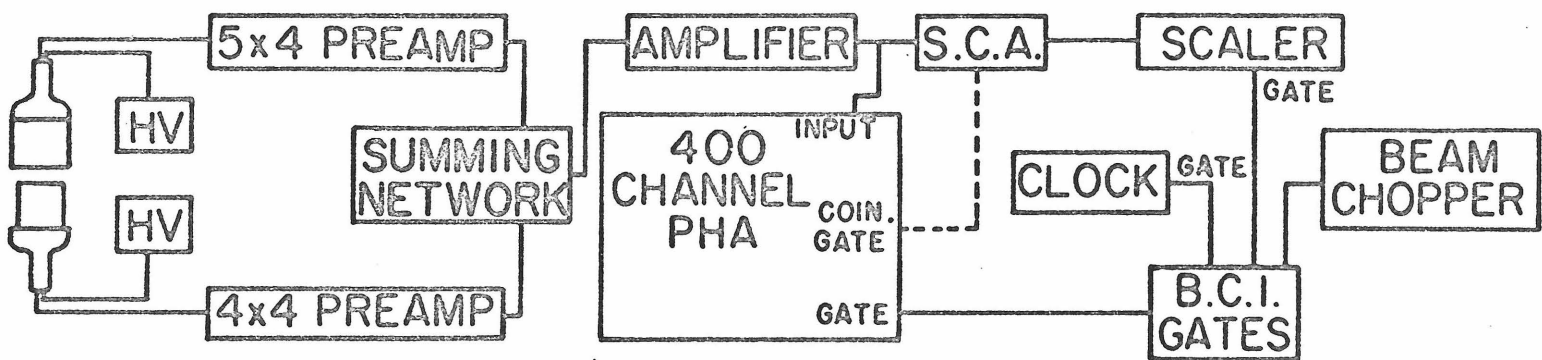 5x4 PREAMP
AMPLIFIER
S.C.A.
SCALER
GATE
HV
INPUT
SUMMING
NETWORK
400
CHANNEL
PHA
COIN.
GATE
GATE
CLOCK
GATE
BEAM
CHOPPER
HV
4x4 PREAMP
B.C.I.
GATES